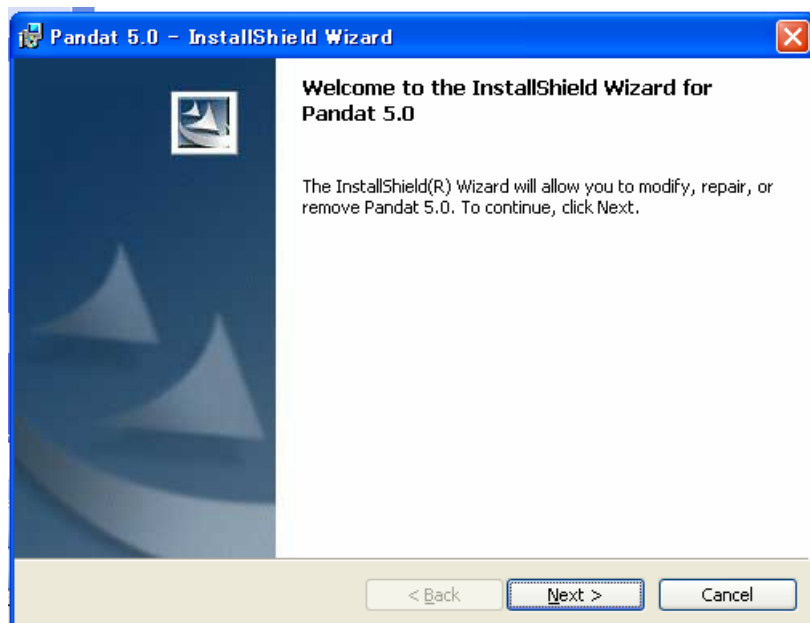 Pandat 5.0 - InstallShield Wizard
Welcome to the InstallShield Wizard for
Pandat 5.0
The InstallShield(R) Wizard will allow you to modify, repair, or
remove Pandat 5.0. To continue, click Next.
< Back Next > Cancel